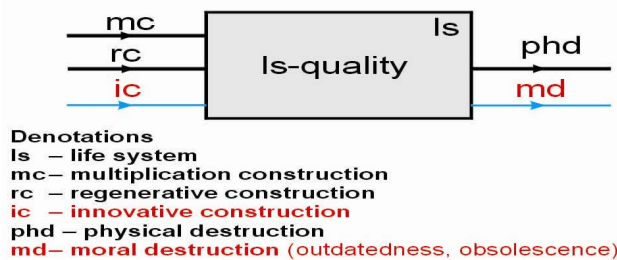 mc
ls
rc
phd
ls-quality
ic
md
Denotations
ls – life system
mc – multiplication construction
rc – regenerative construction
ic – innovative construction
phd – physical destruction
md– moral destruction (outdatedness, obsolescence)